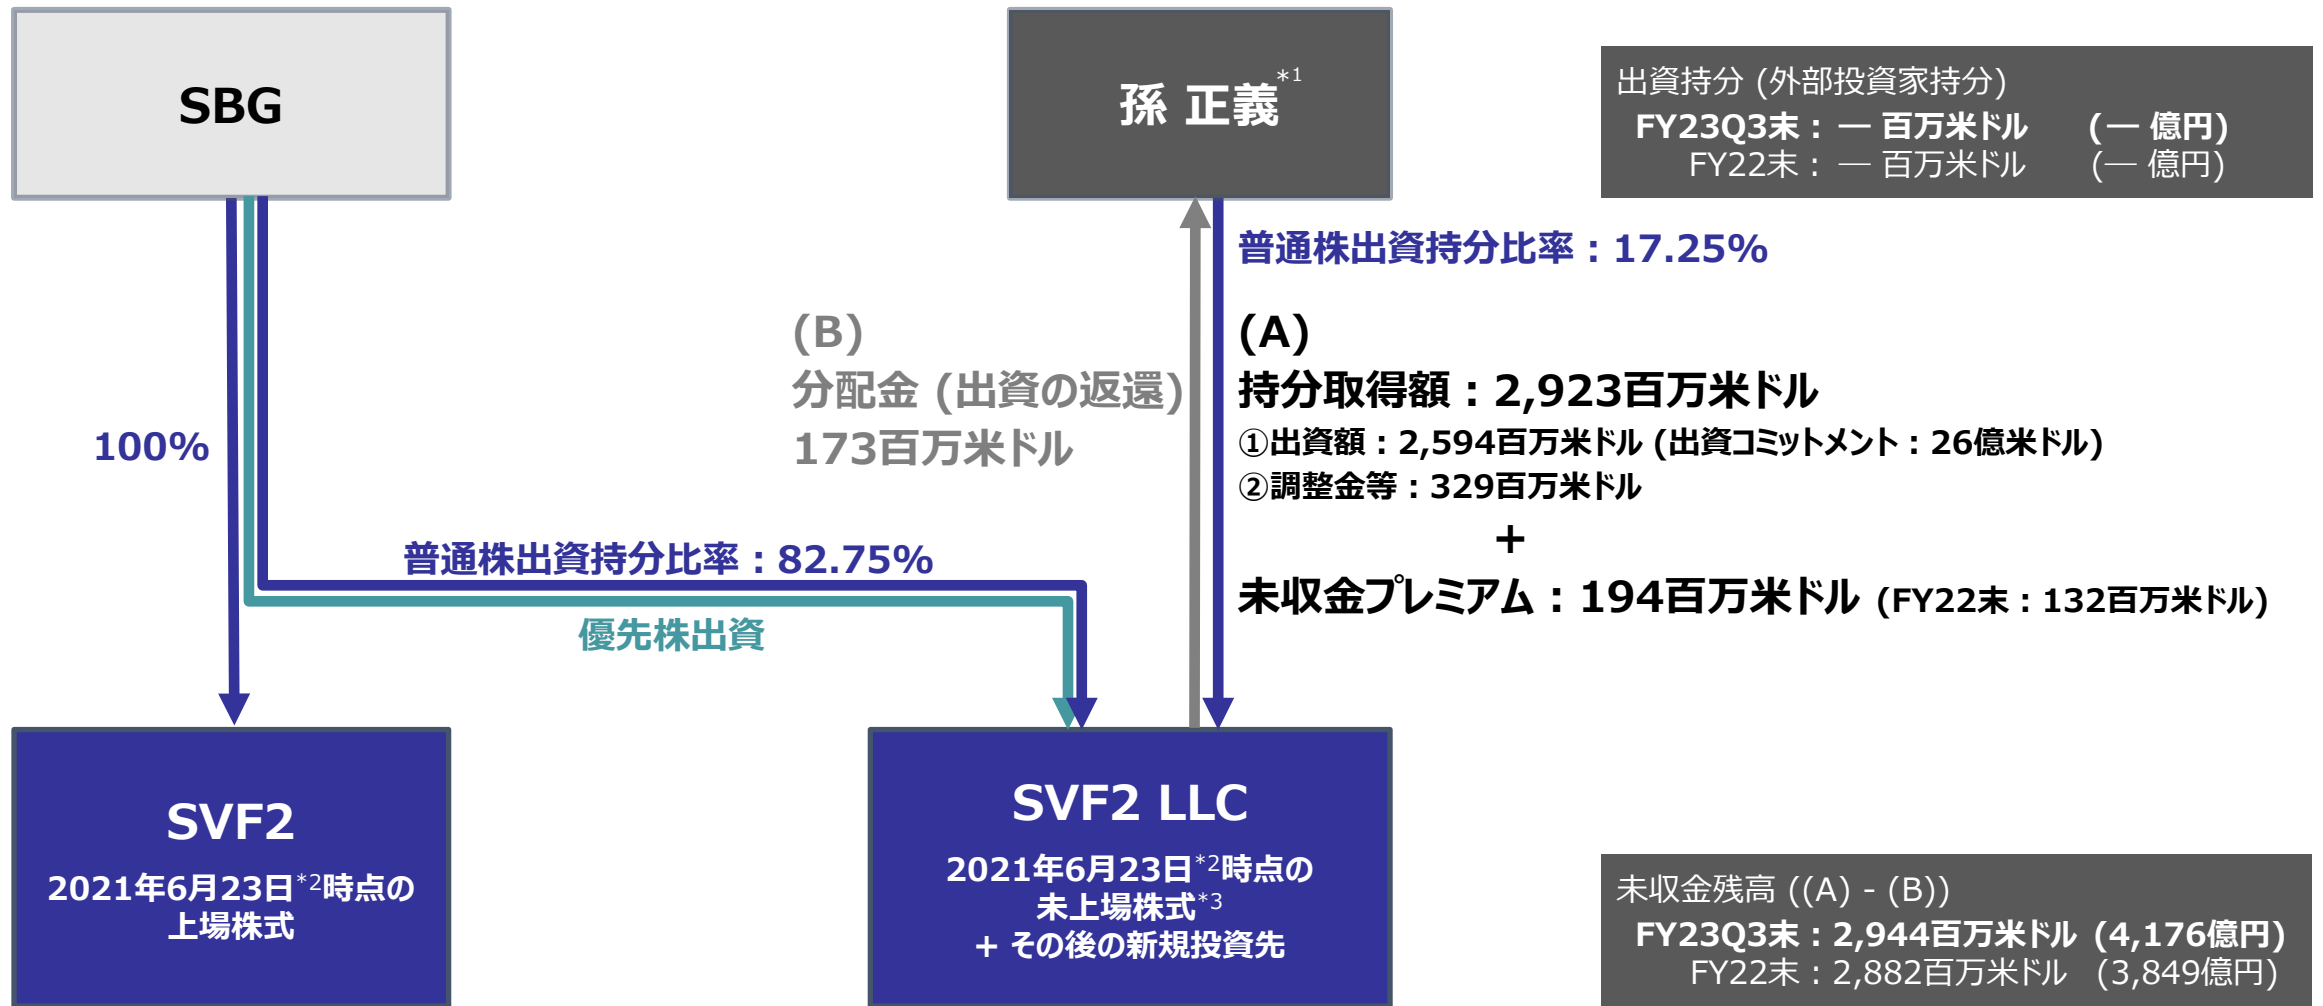 SBG
孫 正義*1
出資持分 (外部投資家持分)
FY23Q3末： ― 百万米ドル (― 億円)
FY22末： ― 百万米ドル (― 億円)
普通株出資持分比率：17.25%
(B)
分配金 (出資の返還)
173百万米ドル
(A)
持分取得額：2,923百万米ドル
①出資額：2,594百万米ドル (出資コミットメント：26億米ドル)
②調整金等：329百万米ドル
+
未収金プレミアム：194百万米ドル (FY22末：132百万米ドル)
100%
普通株出資持分比率：82.75%
優先株出資
SVF2
2021年6月23日*2時点の
上場株式
SVF2 LLC
2021年6月23日*2時点の
未上場株式*3
+ その後の新規投資先
未収金残高 ((A) - (B))
FY23Q3末：2,944百万米ドル (4,176億円)
FY22末：2,882百万米ドル (3,849億円)